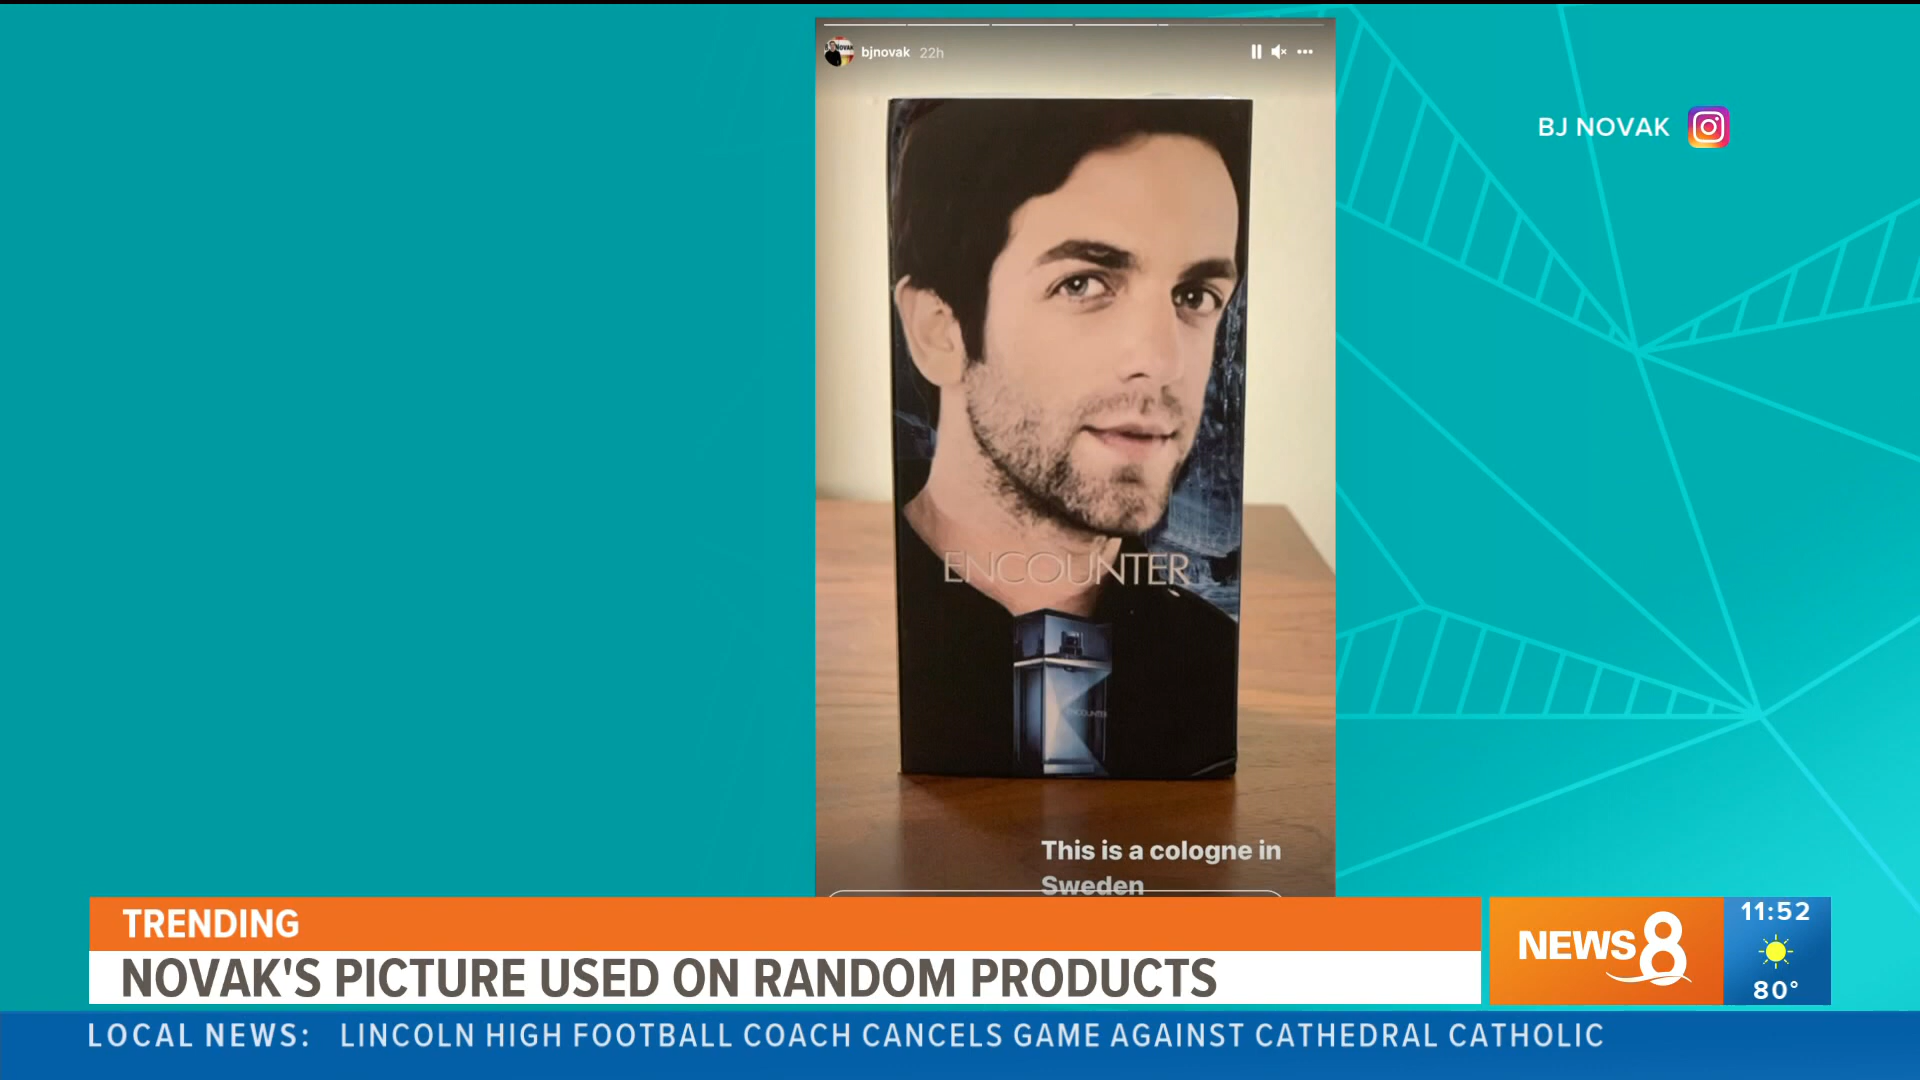 bjnovak 22h
BJ NOVAK
ENCOUNTER
ENCOUNTER
This is a cologne in
Sweden
TRENDING
NOVAK'S PICTURE USED ON RANDOM PRODUCTS
NEWS 8
11:52
80°
LOCAL NEWS: LINCOLN HIGH FOOTBALL COACH CANCELS GAME AGAINST CATHEDRAL CATHOLIC